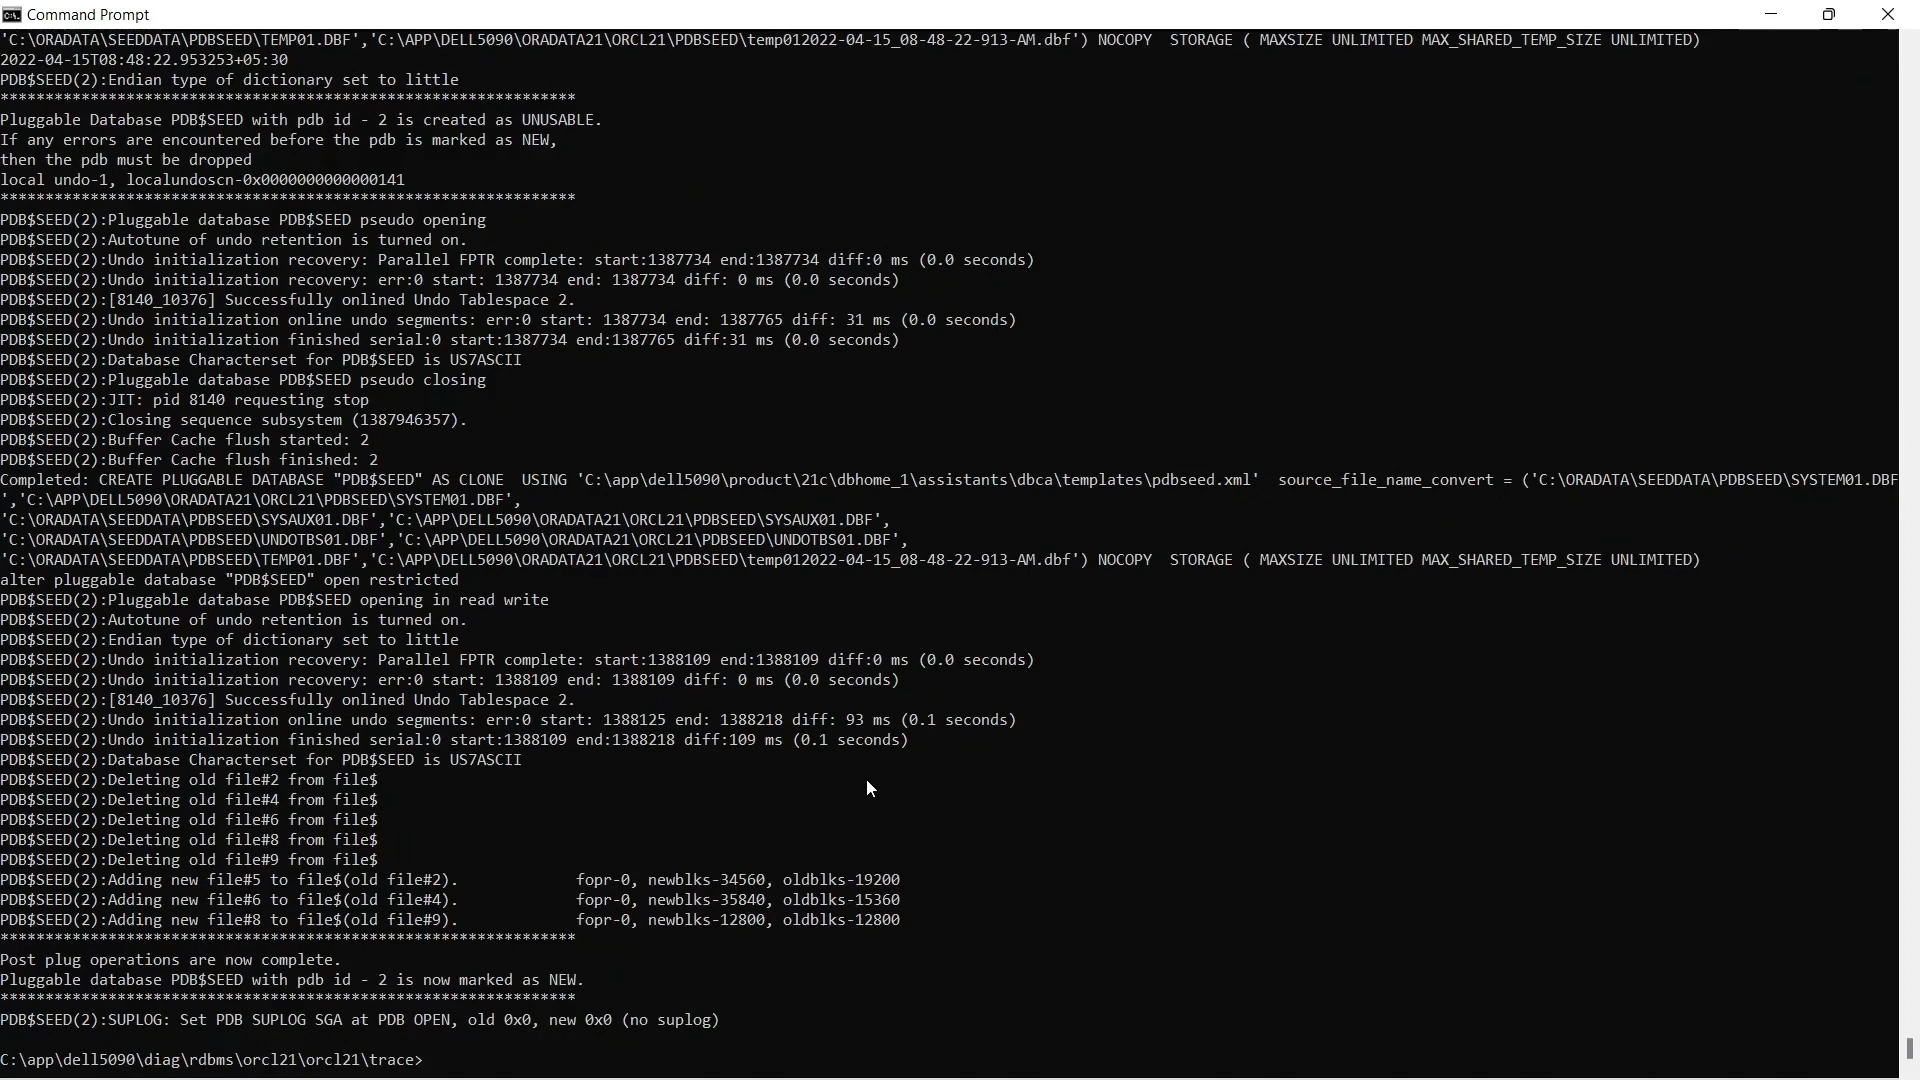 Command Prompt
'C:\ORADATA\SEEDDATA\PDBSEED\TEMP01.DBF','C:\APP\DELL5090\ORADATA21\ORCL21\PDBSEED\temp012022-04-15_08-48-22-913-AM.dbf') NOCOPY  STORAGE ( MAXSIZE UNLIMITED MAX_SHARED_TEMP_SIZE UNLIMITED)
2022-04-15T08:48:22.953253+05:30
PDB$SEED(2):Endian type of dictionary set to little
****************************************************************
Pluggable Database PDB$SEED with pdb id - 2 is created as UNUSABLE.
If any errors are encountered before the pdb is marked as NEW,
then the pdb must be dropped
local undo-1, localundoscn-0x0000000000000141
****************************************************************
PDB$SEED(2):Pluggable database PDB$SEED pseudo opening
PDB$SEED(2):Autotune of undo retention is turned on.
PDB$SEED(2):Undo initialization recovery: Parallel FPTR complete: start:1387734 end:1387734 diff:0 ms (0.0 seconds)
PDB$SEED(2):Undo initialization recovery: err:0 start: 1387734 end: 1387734 diff: 0 ms (0.0 seconds)
PDB$SEED(2):[8140_10376] Successfully onlined Undo Tablespace 2.
PDB$SEED(2):Undo initialization online undo segments: err:0 start: 1387734 end: 1387765 diff: 31 ms (0.0 seconds)
PDB$SEED(2):Undo initialization finished serial:0 start:1387734 end:1387765 diff:31 ms (0.0 seconds)
PDB$SEED(2):Database Characterset for PDB$SEED is US7ASCII
PDB$SEED(2):Pluggable database PDB$SEED pseudo closing
PDB$SEED(2):JIT: pid 8140 requesting stop
PDB$SEED(2):Closing sequence subsystem (1387946357).
PDB$SEED(2):Buffer Cache flush started: 2
PDB$SEED(2):Buffer Cache flush finished: 2
Completed: CREATE PLUGGABLE DATABASE "PDB$SEED" AS CLONE  USING 'C:\app\dell5090\product\21c\dbhome_1\assistants\dbca\templates\pdbseed.xml'  source_file_name_convert = ('C:\ORADATA\SEEDDATA\PDBSEED\SYSTEM01.DBF
','C:\APP\DELL5090\ORADATA21\ORCL21\PDBSEED\SYSTEM01.DBF',
'C:\ORADATA\SEEDDATA\PDBSEED\SYSAUX01.DBF','C:\APP\DELL5090\ORADATA21\ORCL21\PDBSEED\SYSAUX01.DBF',
'C:\ORADATA\SEEDDATA\PDBSEED\UNDOTBS01.DBF','C:\APP\DELL5090\ORADATA21\ORCL21\PDBSEED\UNDOTBS01.DBF',
'C:\ORADATA\SEEDDATA\PDBSEED\TEMP01.DBF','C:\APP\DELL5090\ORADATA21\ORCL21\PDBSEED\temp012022-04-15_08-48-22-913-AM.dbf') NOCOPY  STORAGE ( MAXSIZE UNLIMITED MAX_SHARED_TEMP_SIZE UNLIMITED)
alter pluggable database "PDB$SEED" open restricted
PDB$SEED(2):Pluggable database PDB$SEED opening in read write
PDB$SEED(2):Autotune of undo retention is turned on.
PDB$SEED(2):Endian type of dictionary set to little
PDB$SEED(2):Undo initialization recovery: Parallel FPTR complete: start:1388109 end:1388109 diff:0 ms (0.0 seconds)
PDB$SEED(2):Undo initialization recovery: err:0 start: 1388109 end: 1388109 diff: 0 ms (0.0 seconds)
PDB$SEED(2):[8140_10376] Successfully onlined Undo Tablespace 2.
PDB$SEED(2):Undo initialization online undo segments: err:0 start: 1388125 end: 1388218 diff: 93 ms (0.1 seconds)
PDB$SEED(2):Undo initialization finished serial:0 start:1388109 end:1388218 diff:109 ms (0.1 seconds)
PDB$SEED(2):Database Characterset for PDB$SEED is US7ASCII
PDB$SEED(2):Deleting old file#2 from file$
PDB$SEED(2):Deleting old file#4 from file$
PDB$SEED(2):Deleting old file#6 from file$
PDB$SEED(2):Deleting old file#8 from file$
PDB$SEED(2):Deleting old file#9 from file$
PDB$SEED(2):Adding new file#5 to file$(old file#2).             fopr-0, newblks-34560, oldblks-19200
PDB$SEED(2):Adding new file#6 to file$(old file#4).             fopr-0, newblks-35840, oldblks-15360
PDB$SEED(2):Adding new file#8 to file$(old file#9).             fopr-0, newblks-12800, oldblks-12800
****************************************************************
Post plug operations are now complete.
Pluggable database PDB$SEED with pdb id - 2 is now marked as NEW.
****************************************************************
PDB$SEED(2):SUPLOG: Set PDB SUPLOG SGA at PDB OPEN, old 0x0, new 0x0 (no suplog)
C:\app\dell5090\diag\rdbms\orcl21\orcl21\trace>